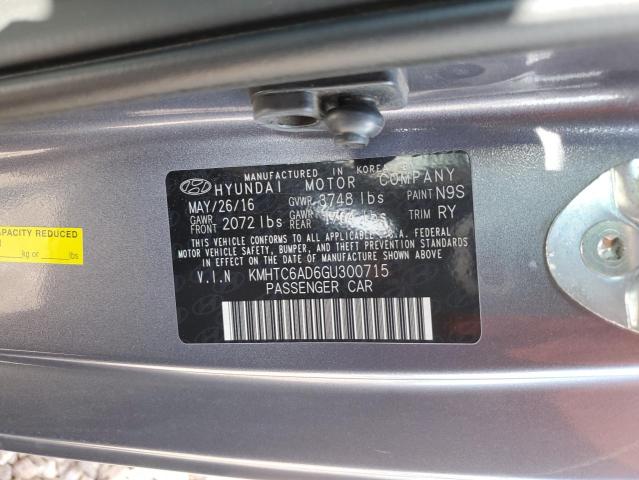 MANUFACTURED IN KOREA
HYUNDAI MOTOR COMPANY
MAY/26/16 GVWR 3748 lbs PAINT N9S
GAWR FRONT 2072 lbs GAWR REAR lbs TRIM RY
THIS VEHICLE CONFORMS TO ALL APPLICABLE U.S.A. FEDERAL
MOTOR VEHICLE SAFETY, BUMPER, AND THEFT PREVENTION STANDARDS
IN EFFECT ON THE DATE OF MANUFACTURE SHOWN ABOVE.
V.I.N KMHTC6AD6GU300715
PASSENGER CAR
CAPACITY REDUCED
kg or lbs